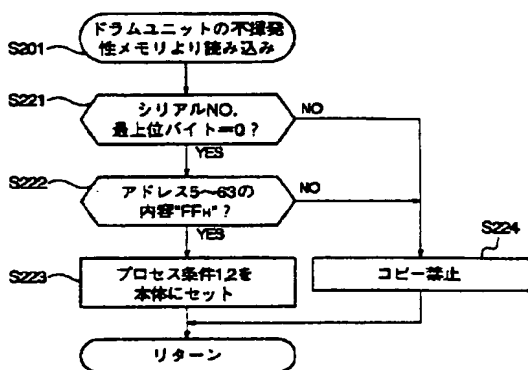 ドラムユニットの不揮発
性メモリより読み込み
S201
S221
シリアルNO.
最上位バイト=0?
NO
YES
S222
アドレス5〜63の
内容"FFH"?
NO
YES
S224
S223
プロセス条件1,2を
本体にセット
コピー禁止
リターン